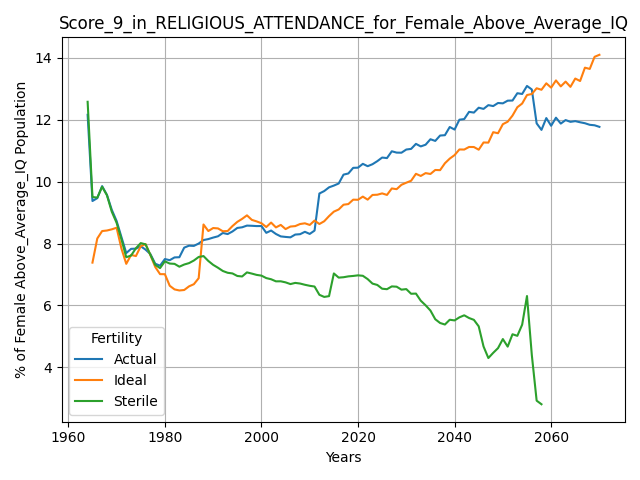 Score_9_in_RELIGIOUS_ATTENDANCE_for_Female_Above_Average_IQ
% of Female Above_Average_IQ Population
14
12
10
8
6
4
Fertility
Actual
Ideal
Sterile
1960
1980
2000
2020
2040
2060
Years